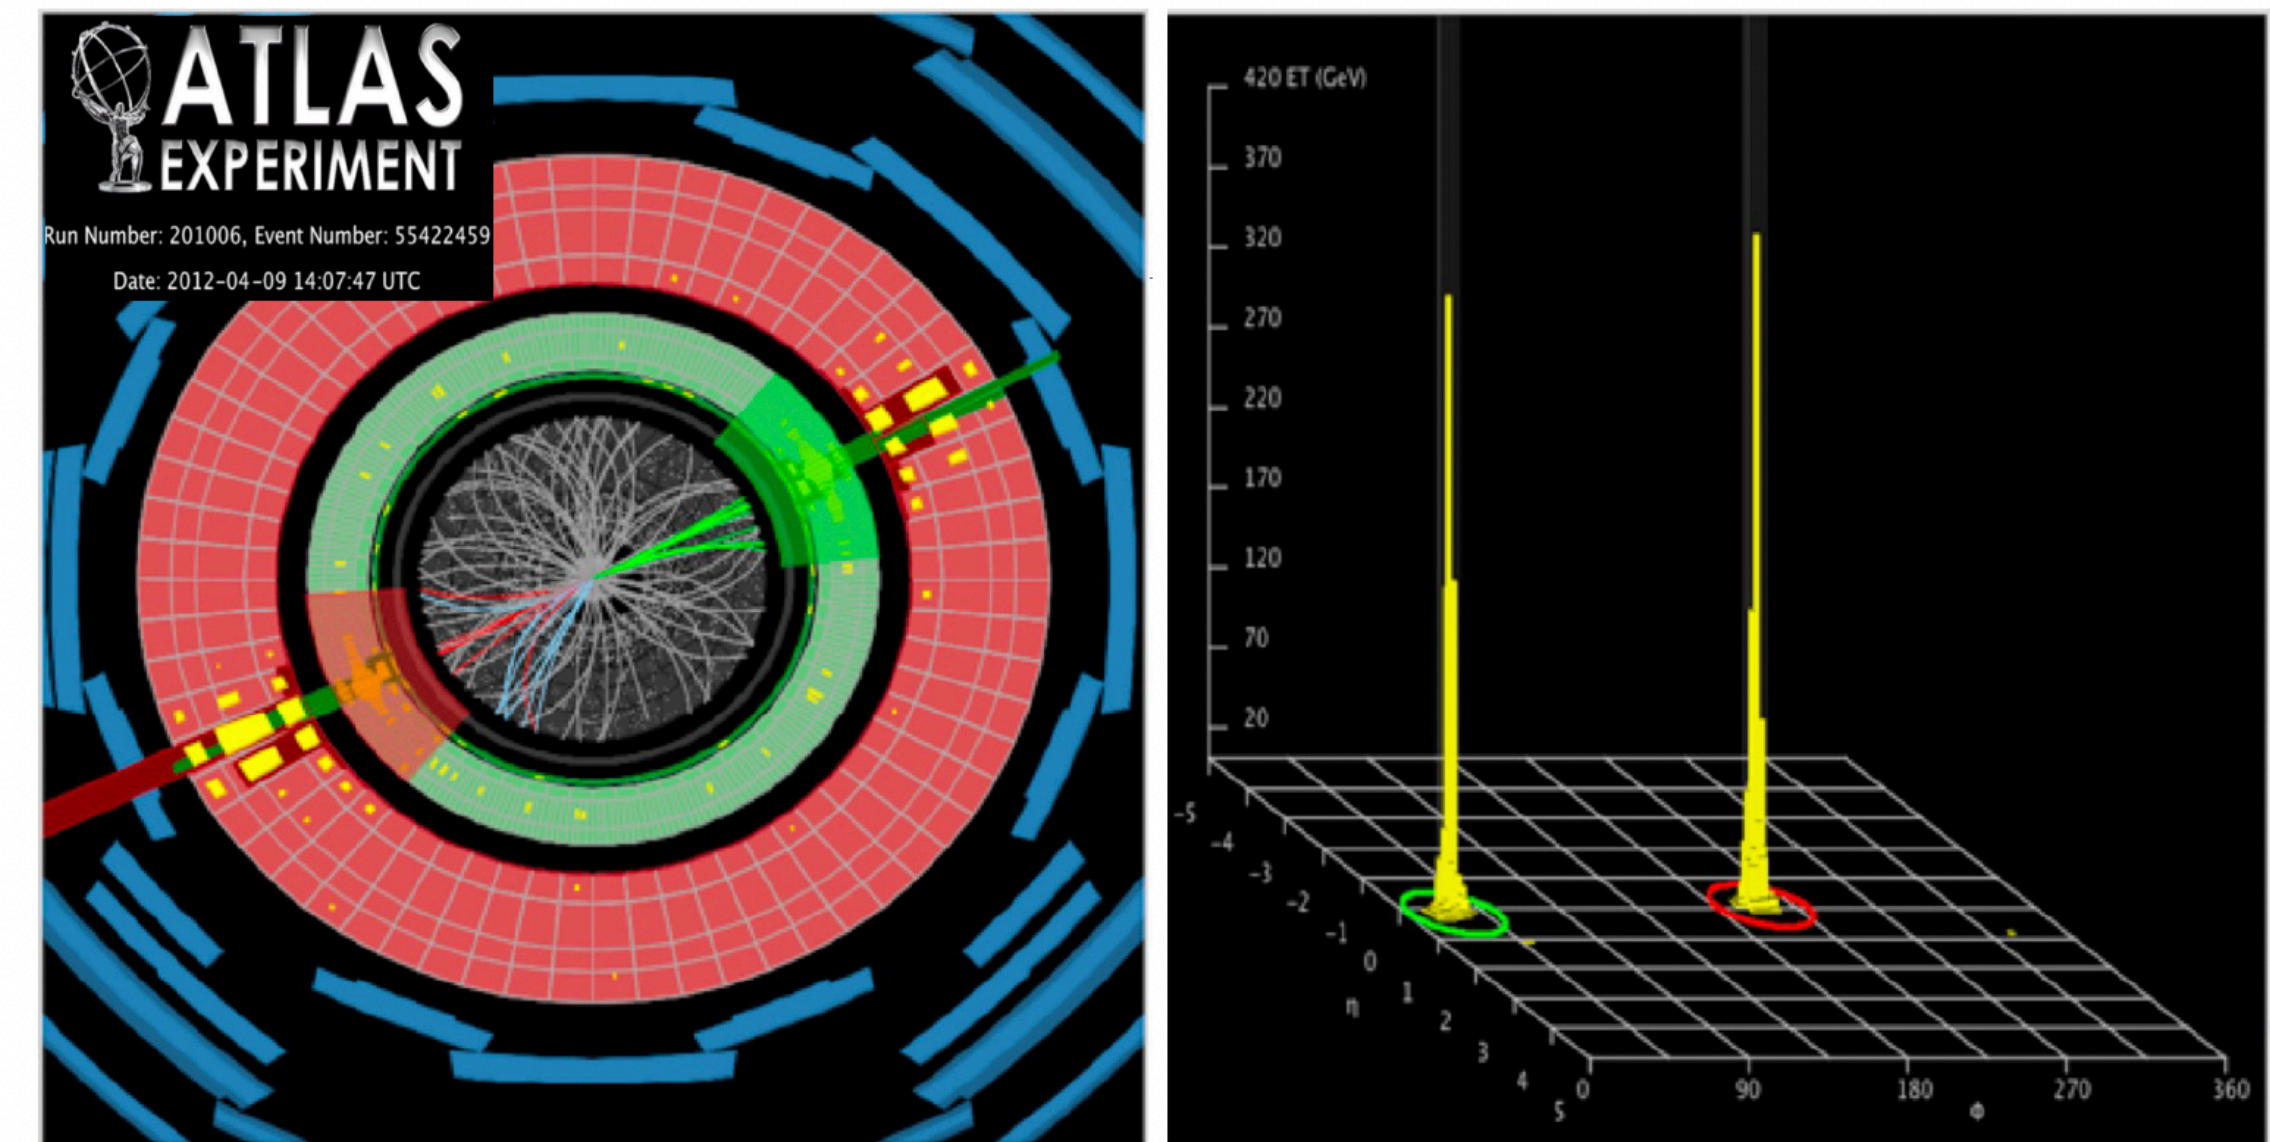 ATLAS
EXPERIMENT
Run Number: 201006, Event Number: 55422459
Date: 2012-04-09 14:07:47 UTC
420 ET (GeV)
370
320
270
220
170
120
70
20
-5
-4
-3
-2
-1
0
η 1
2
3
4
5
0 90 180 270 360
Φ